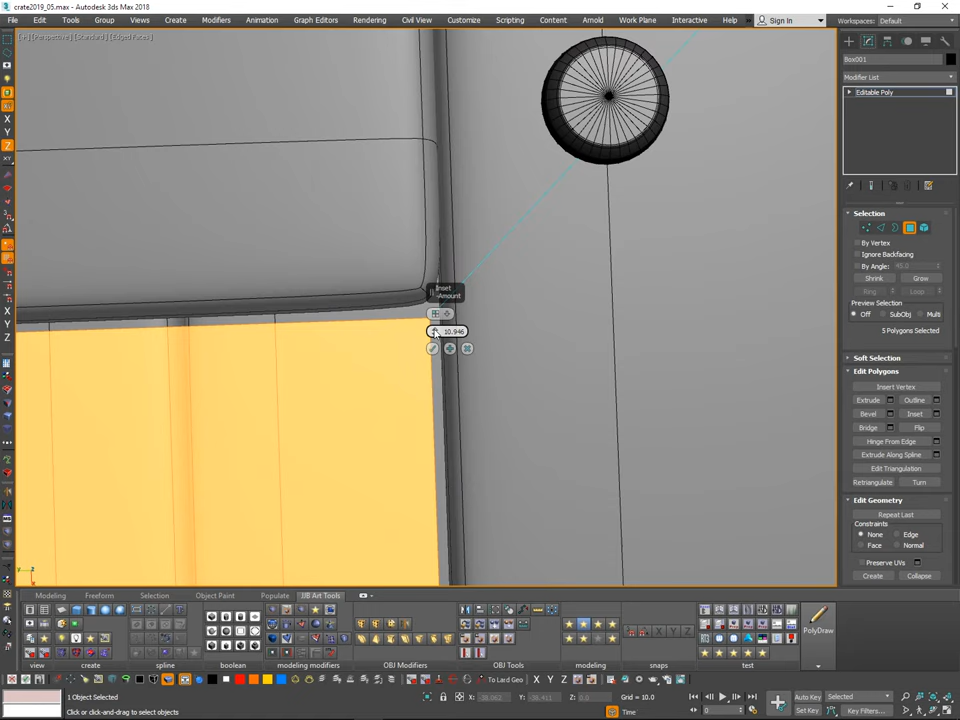 crate2019_05.max - Autodesk 3ds Max 2018
File Edit Tools Group Views Create Modifiers Animation Graph Editors Rendering Civil View Customize Scripting Content Arnold Work Plane Interactive Help Sign In Workspaces: Default
[+] [Perspective] [Standard] [Edged Faces]
Box001
Modifier List
Editable Poly
X
Y
Z
XY
Selection
By Vertex
Ignore Backfacing
By Angle: 45.0
Shrink Grow
Ring Loop
Preview Selection
Off SubObj Multi
5 Polygons Selected
Soft Selection
Edit Polygons
Insert Vertex
Extrude Outline
Bevel Inset
Bridge Flip
Hinge From Edge
Extrude Along Spline
Edit Triangulation
Retriangulate Turn
Edit Geometry
Repeat Last
Constraints
None Edge
Face Normal
Preserve UVs
Create Collapse
Inset
-Amount
10.946
X
Y
Z
Modeling Freeform Selection Object Paint Populate JJB Art Tools
view create spline boolean modeling modifiers OBJ Modifiers OBJ Tools modeling snaps test
PolyDraw
To Lard Geo X Y Z
1 Object Selected
Click or click-and-drag to select objects
Grid = 10.0
Time
0
Auto Key Selected
Set Key Key Filters...